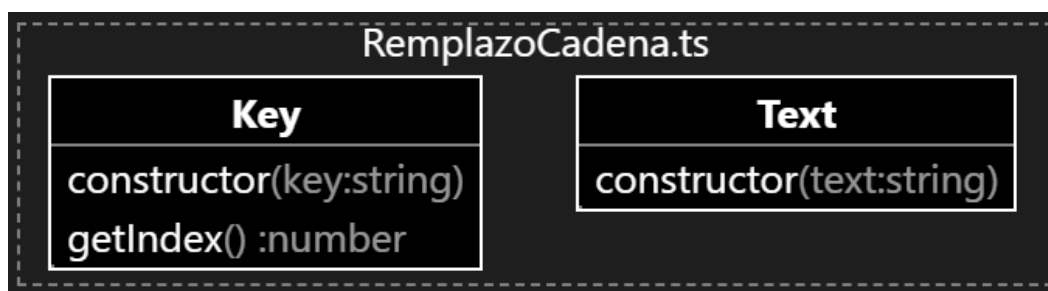 RemplazoCadena.ts
Key
constructor(key:string)
getIndex() :number
Text
constructor(text:string)